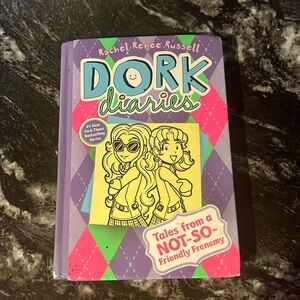 Rachel Renée Russell
DORK
diaries
#1 New
York Times
Bestselling
Series
Tales from a
NOT-SO-
Friendly Frenemy